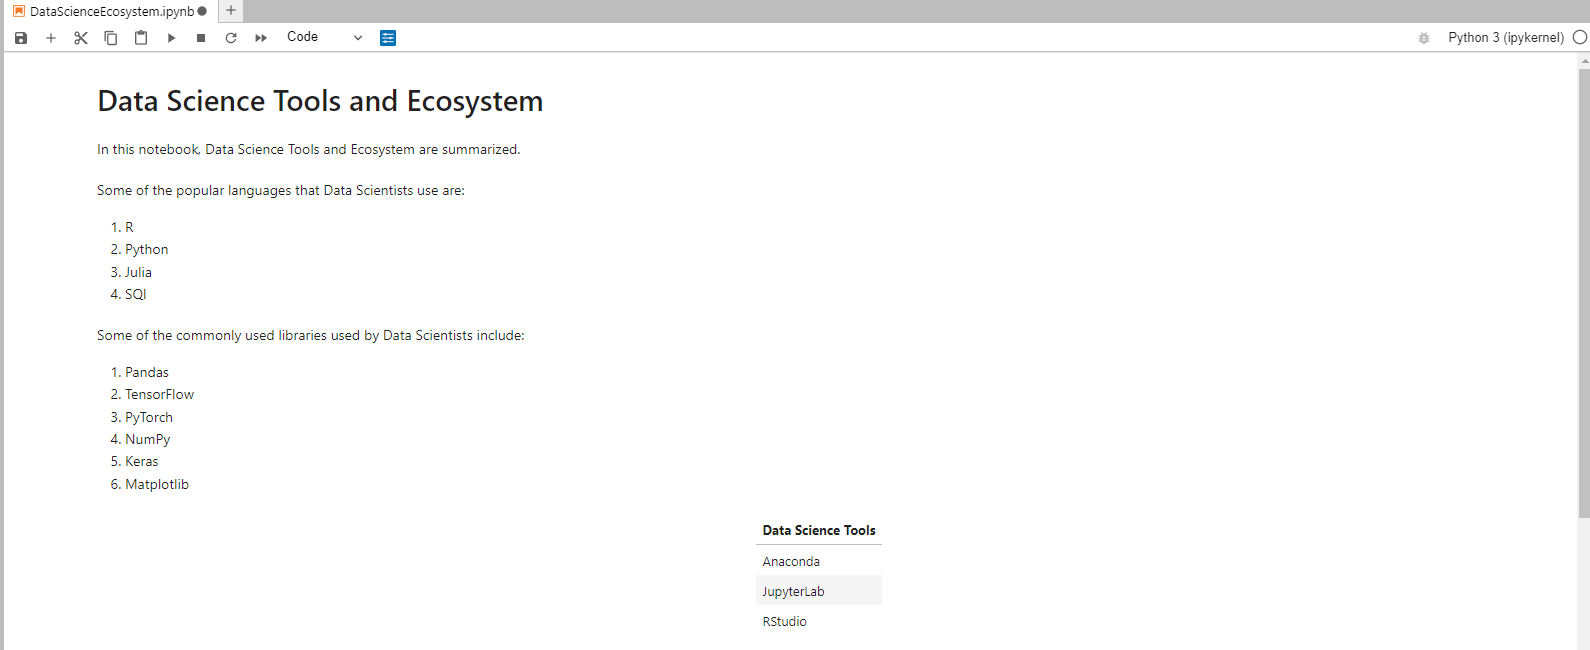 DataScienceEcosystem.ipynb
Code
Python 3 (ipykernel)
Data Science Tools and Ecosystem
In this notebook, Data Science Tools and Ecosystem are summarized.
Some of the popular languages that Data Scientists use are:
1. R
2. Python
3. Julia
4. SQl
Some of the commonly used libraries used by Data Scientists include:
1. Pandas
2. TensorFlow
3. PyTorch
4. NumPy
5. Keras
6. Matplotlib
Data Science Tools
Anaconda
JupyterLab
RStudio